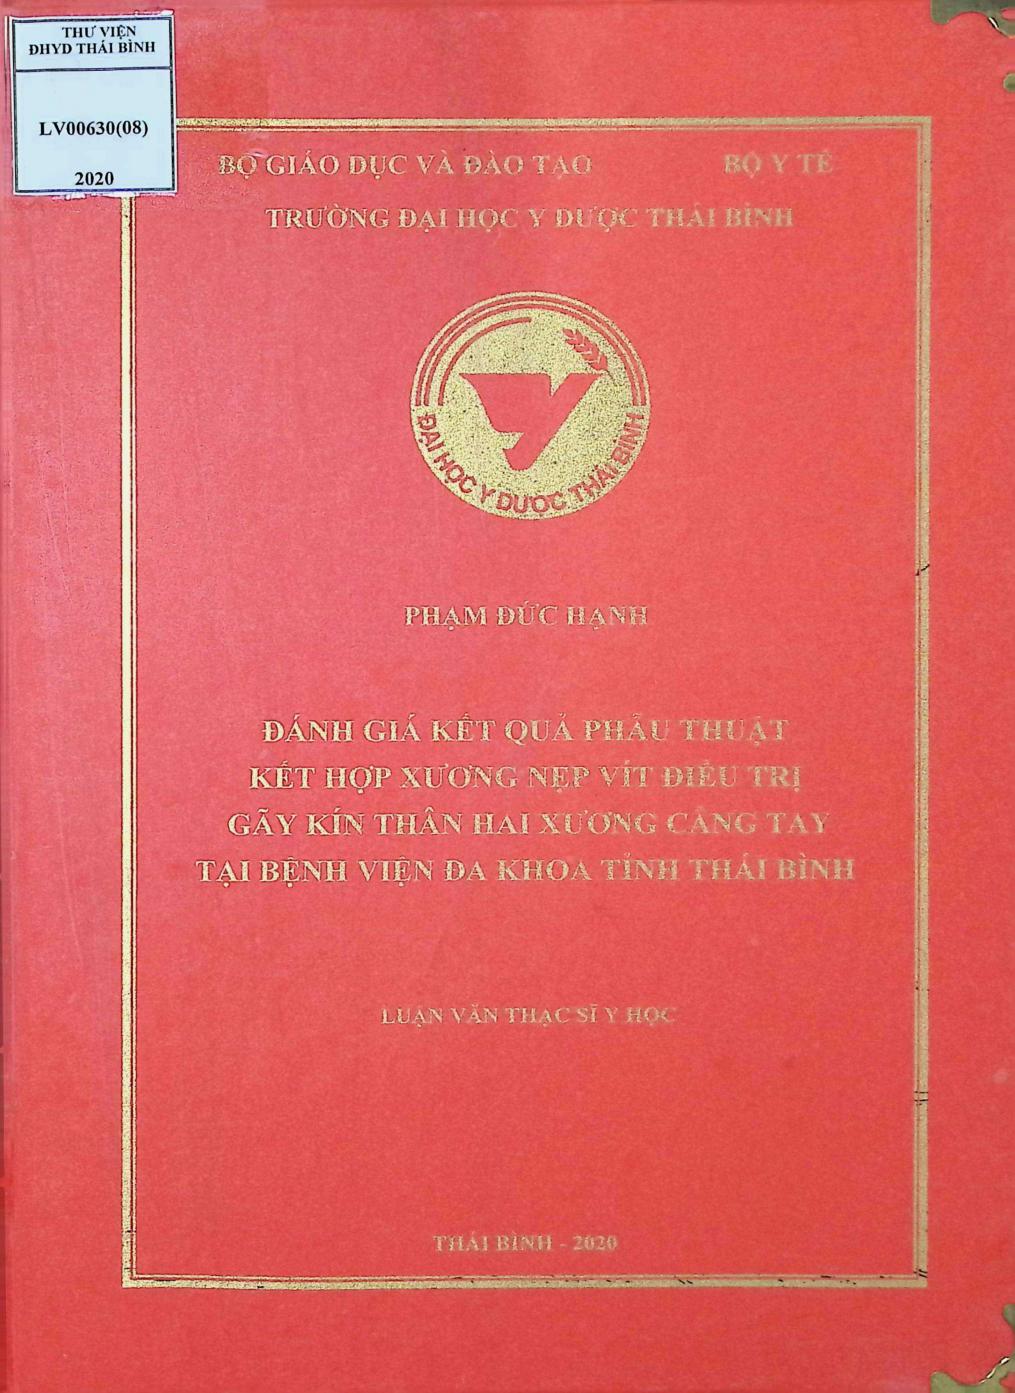 THƯ VIỆN
ĐHYD THÁI BÌNH
LV00630(08)
2020
BỘ GIÁO DỤC VÀ ĐÀO TẠO BỘ Y TẾ
TRƯỜNG ĐẠI HỌC Y DƯỢC THÁI BÌNH
ĐẠI HỌC Y DƯỢC THÁI BÌNH
PHẠM ĐỨC HẠNH
ĐÁNH GIÁ KẾT QUẢ PHẪU THUẬT
KẾT HỢP XƯƠNG NẸP VÍT ĐIỀU TRỊ
GÃY KÍN THÂN HAI XƯƠNG CẲNG TAY
TẠI BỆNH VIỆN ĐA KHOA TỈNH THÁI BÌNH
LUẬN VĂN THẠC SĨ Y HỌC
THÁI BÌNH - 2020